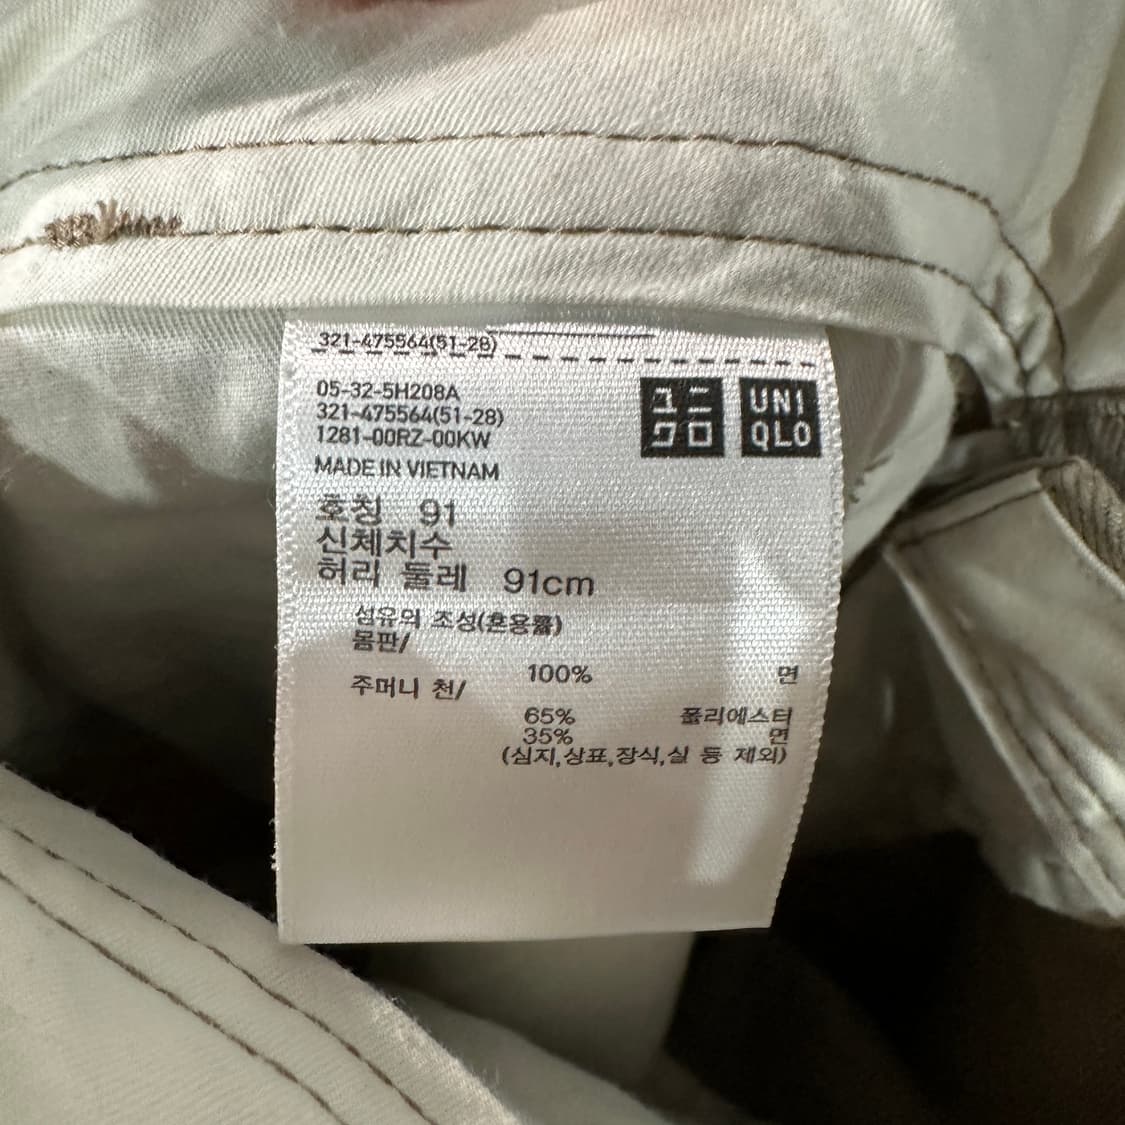 321-475564(51-28)
05-32-5H208A
321-475564(51-28)
1281-00RZ-00KW
MADE IN VIETNAM
ユニ
クロ
UNI
QLO
호칭 91
신체치수
허리 둘레 91cm
섬유의 조성(혼용률)
몸판/
100% 면
주머니 천/
65% 폴리에스터
35% 면
(심지,상표,장식,실 등 제외)